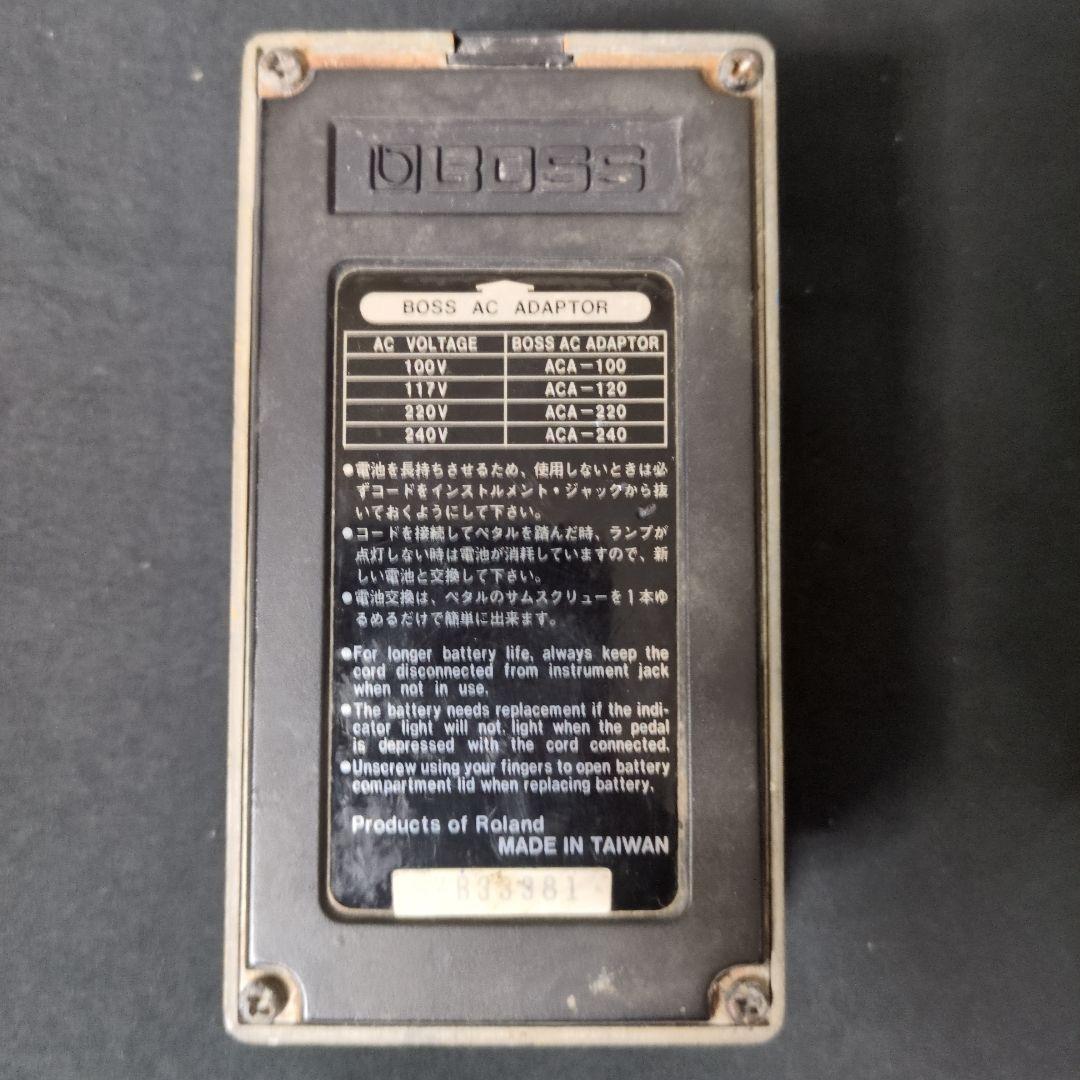 BOSS
BOSS AC ADAPTOR
AC VOLTAGE BOSS AC ADAPTOR
100V ACA-100
117V ACA-120
220V ACA-220
240V ACA-240
●電池を長持ちさせるため、使用しないときは必
ずコードをインストルメント・ジャックから抜
いておくようにして下さい。
●コードを接続してペタルを踏んだ時、ランプが
点灯しない時は電池が消耗していますので、新
しい電池と交換して下さい。
●電池交換は、ペタルのサムスクリューを1本ゆ
るめるだけで簡単に出来ます。
●For longer battery life, always keep the
cord disconnected from instrument jack
when not in use.
●The battery needs replacement if the indi-
cator light will not light when the pedal
is depressed with the cord connected.
●Unscrew using your fingers to open battery
compartment lid when replacing battery.
Products of Roland
MADE IN TAIWAN